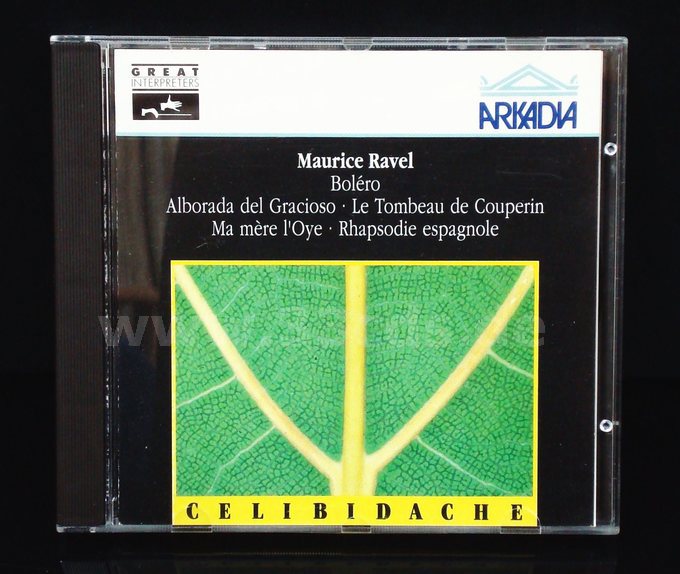 GREAT
INTERPRETERS
ARKADIA
Maurice Ravel
Boléro
Alborada del Gracioso · Le Tombeau de Couperin
Ma mère l'Oye · Rhapsodie espagnole
CELIBIDACHE